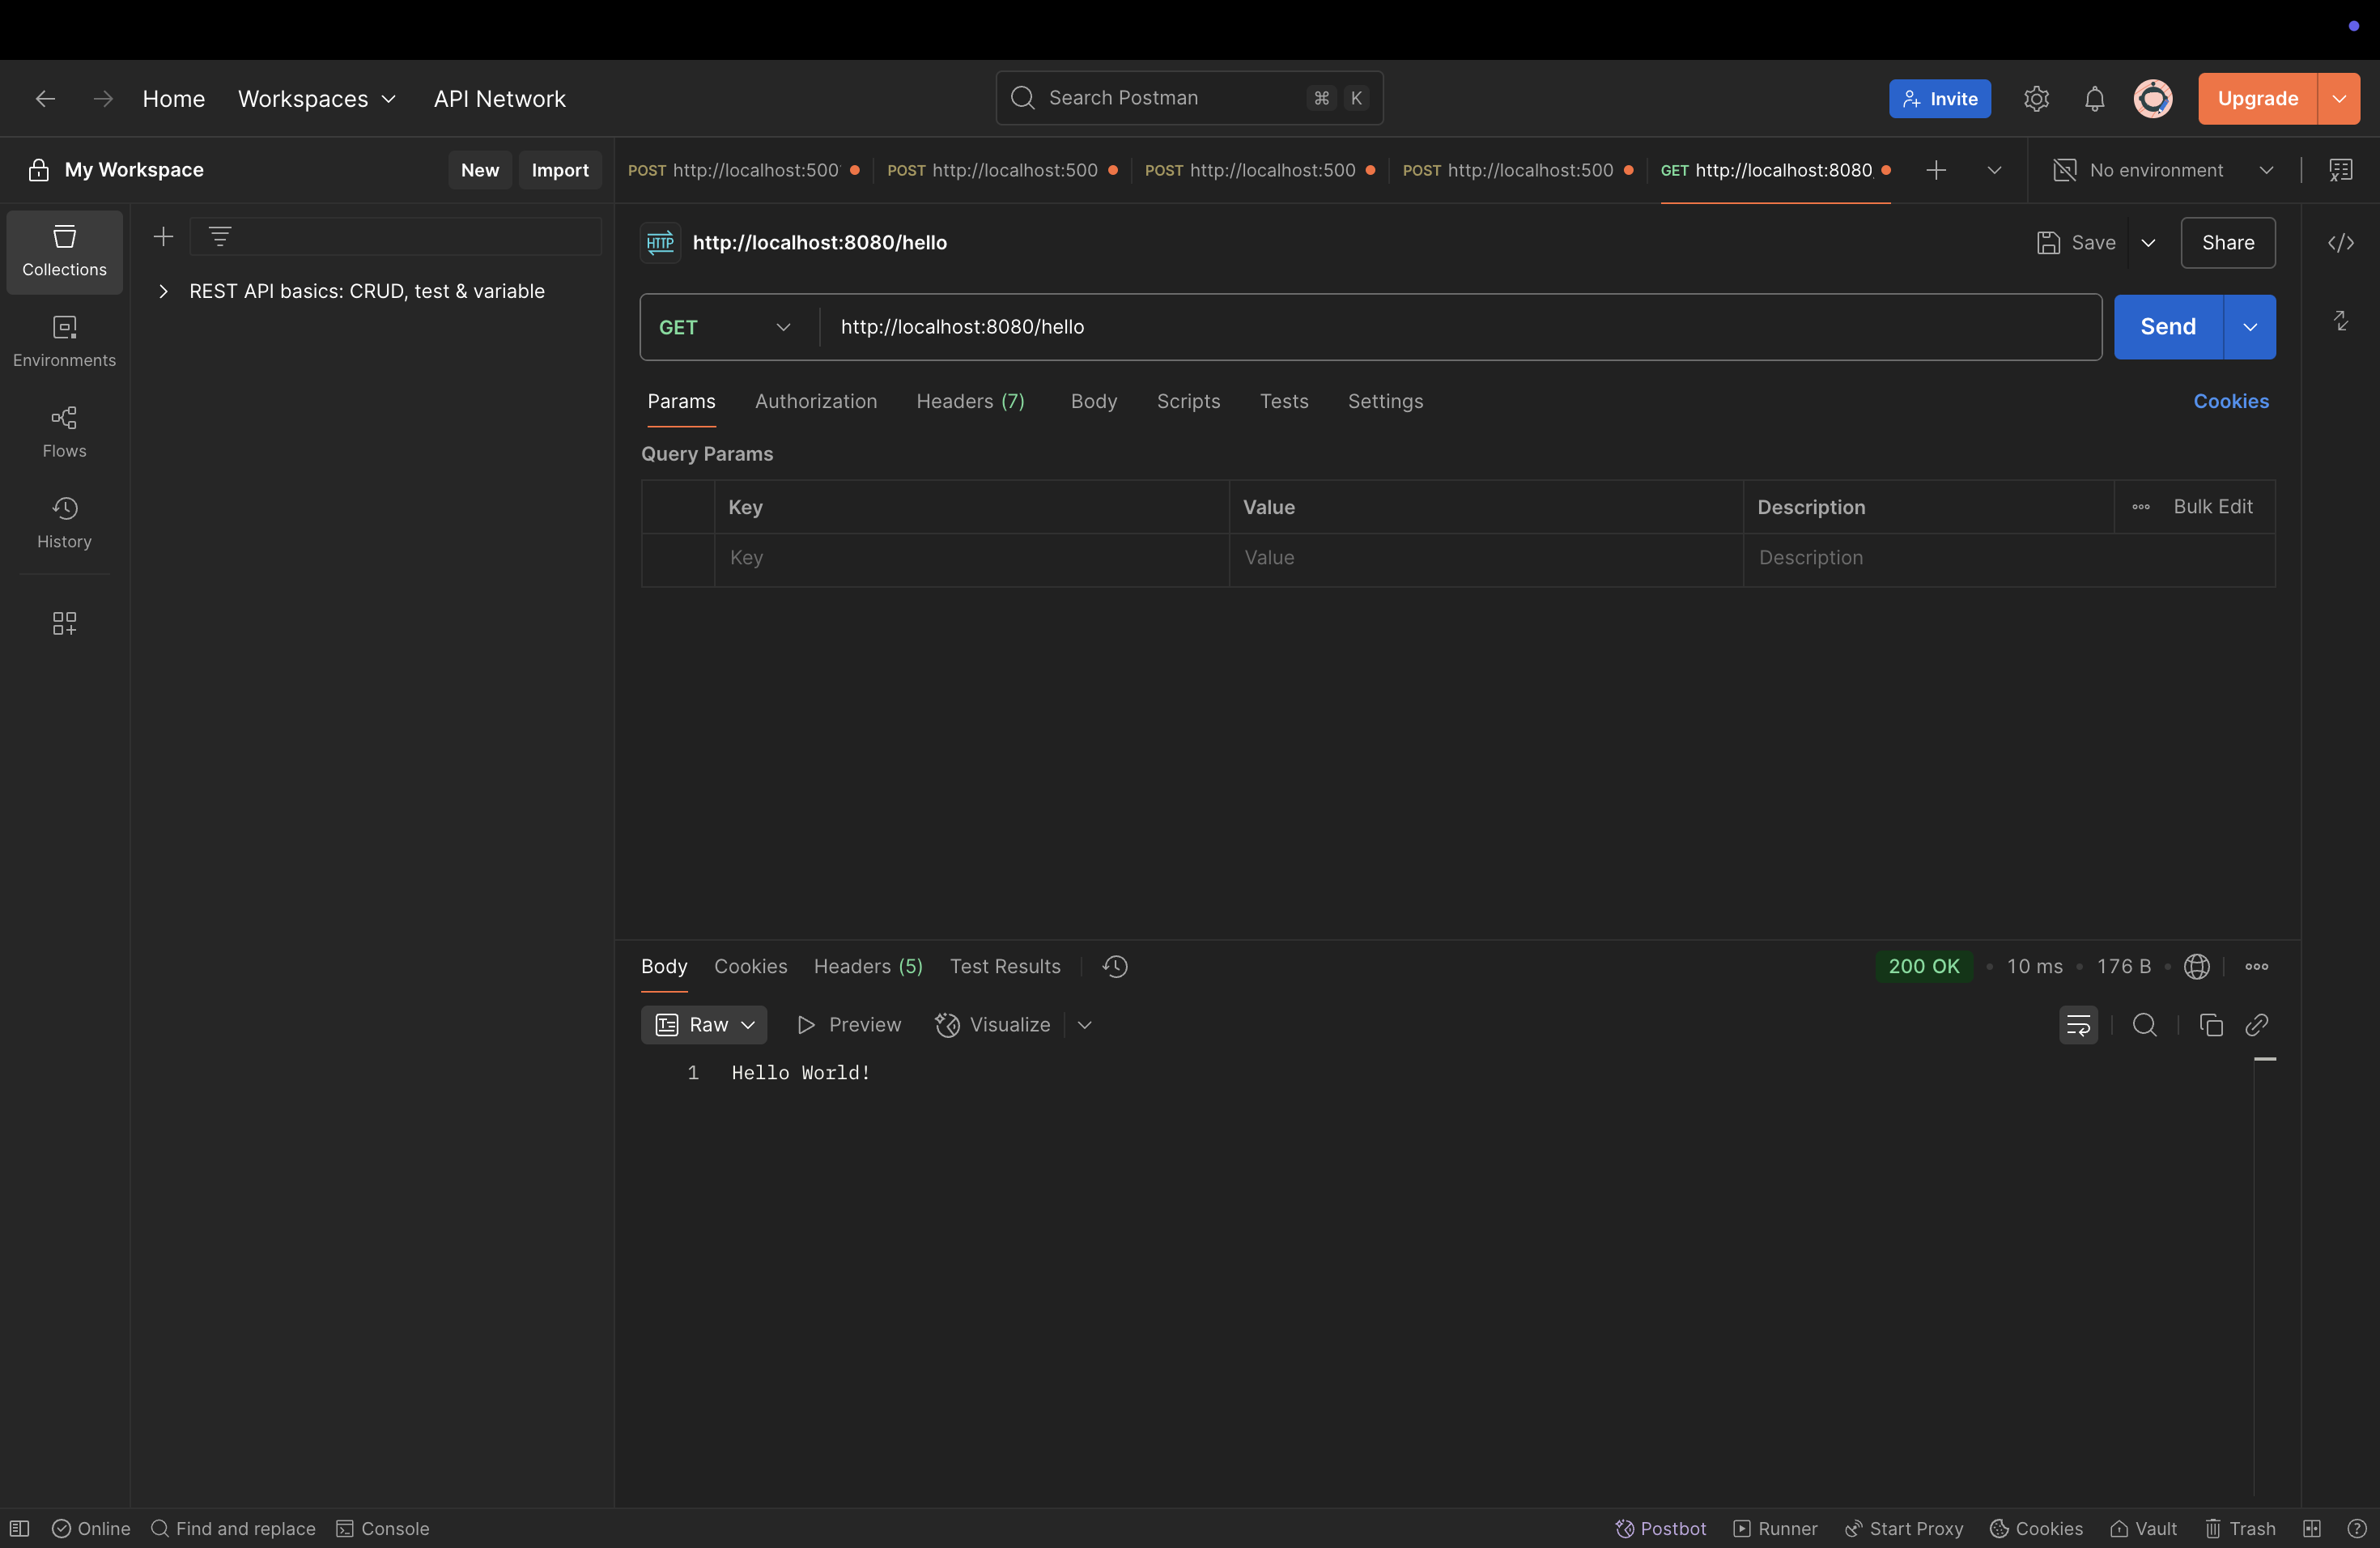 Home Workspaces API Network Search Postman ⌘ K Invite Upgrade
My Workspace New Import POST http://localhost:500 POST http://localhost:500 POST http://localhost:500 POST http://localhost:500 GET http://localhost:8080 No environment
Collections
REST API basics: CRUD, test & variable
Environments
Flows
History
HTTP http://localhost:8080/hello Save Share
GET http://localhost:8080/hello Send
Params Authorization Headers (7) Body Scripts Tests Settings Cookies
Query Params
Key Value Description Bulk Edit
Key Value Description
Body Cookies Headers (5) Test Results 200 OK • 10 ms • 176 B •
Raw Preview Visualize
1 Hello World!
Online Find and replace Console Postbot Runner Start Proxy Cookies Vault Trash